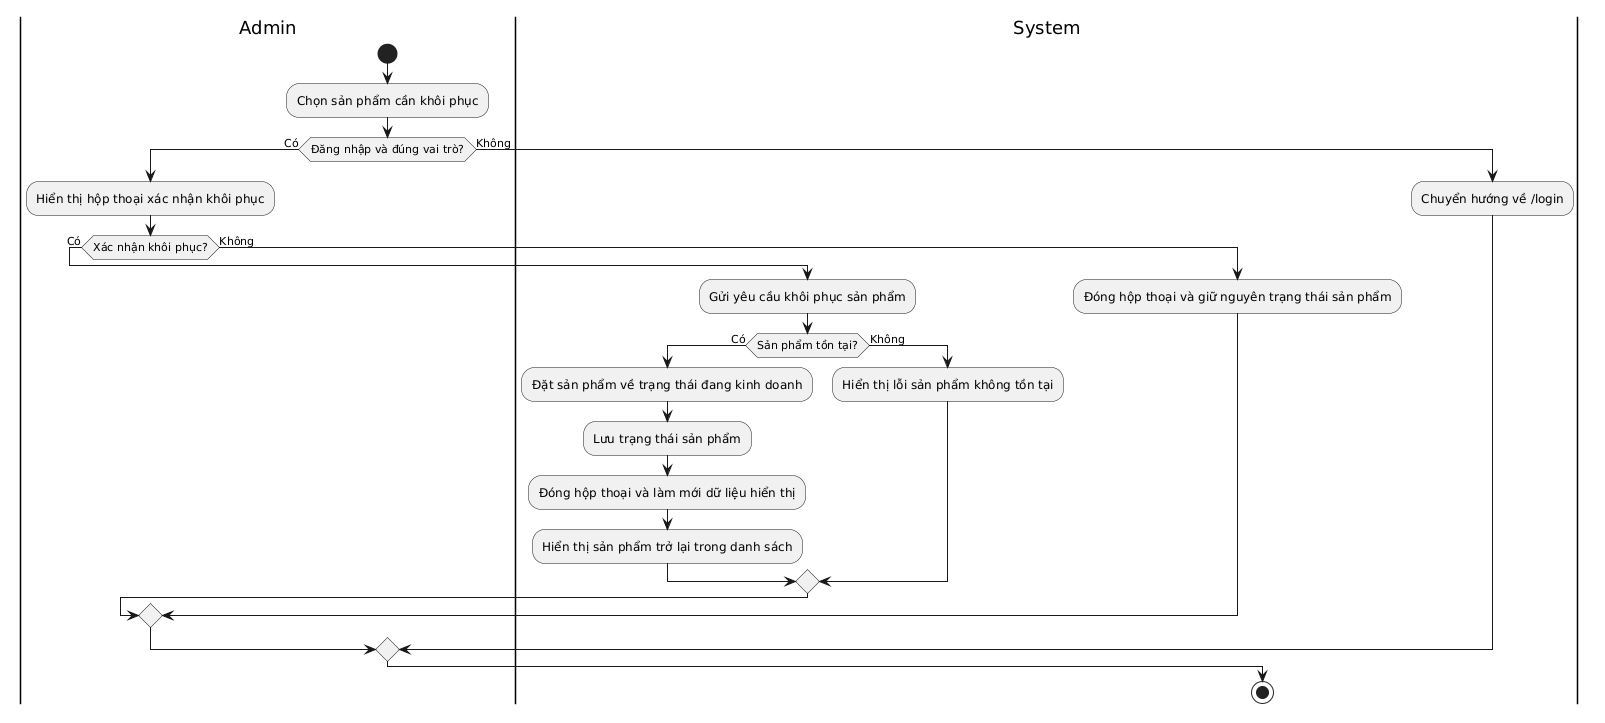 Admin
System
Chọn sản phẩm cần khôi phục
Có
Đăng nhập và đúng vai trò?
Không
Hiển thị hộp thoại xác nhận khôi phục
Chuyển hướng về /login
Có
Xác nhận khôi phục?
Không
Gửi yêu cầu khôi phục sản phẩm
Đóng hộp thoại và giữ nguyên trạng thái sản phẩm
Có
Sản phẩm tồn tại?
Không
Đặt sản phẩm về trạng thái đang kinh doanh
Hiển thị lỗi sản phẩm không tồn tại
Lưu trạng thái sản phẩm
Đóng hộp thoại và làm mới dữ liệu hiển thị
Hiển thị sản phẩm trở lại trong danh sách